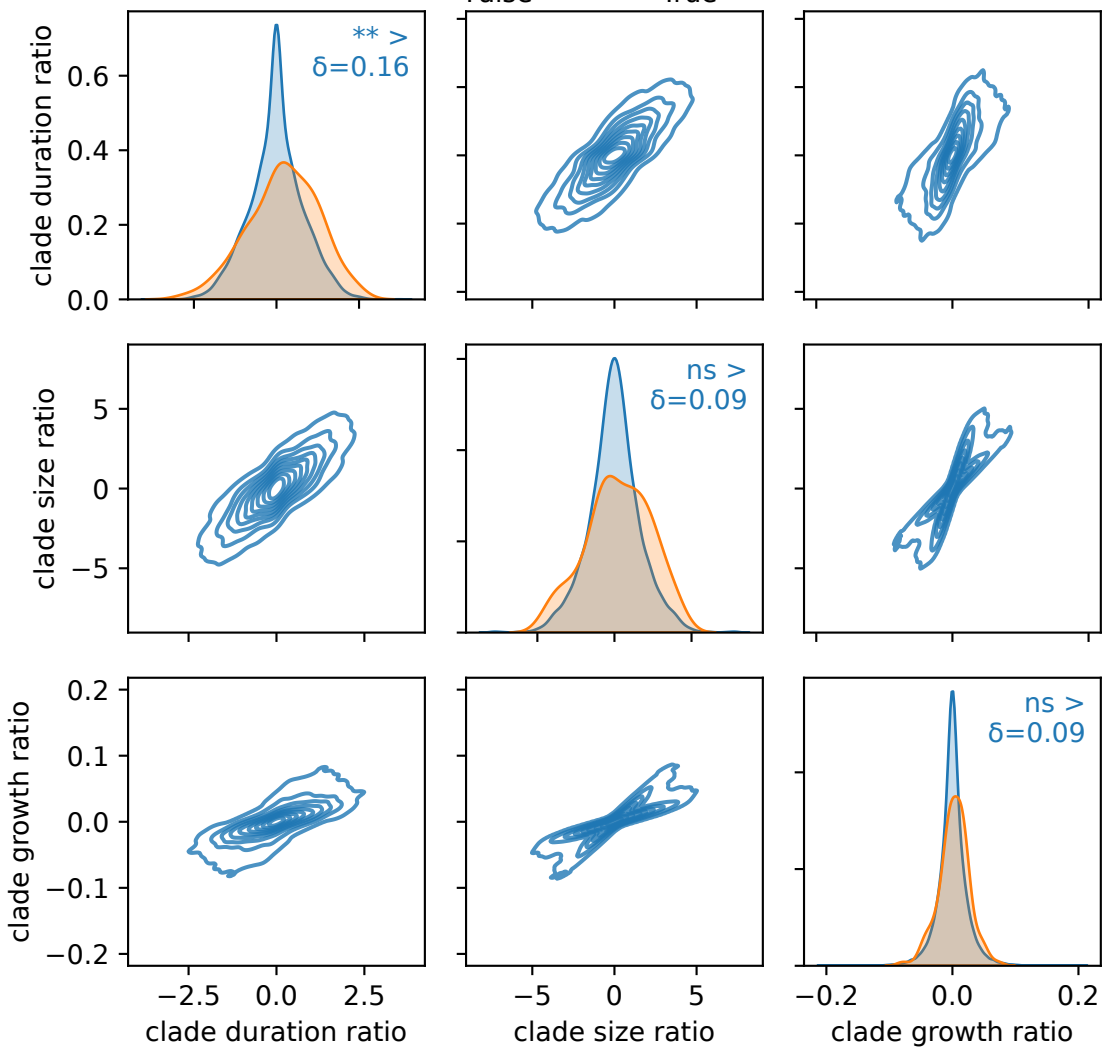 clade duration ratio
0.6
0.4
0.2
0.0
** >
δ=0.16
clade size ratio
5
0
−5
ns >
δ=0.09
clade growth ratio
0.2
0.1
0.0
−0.1
−0.2
ns >
δ=0.09
−2.5 0.0 2.5
clade duration ratio
−5 0 5
clade size ratio
−0.2 0.0 0.2
clade growth ratio